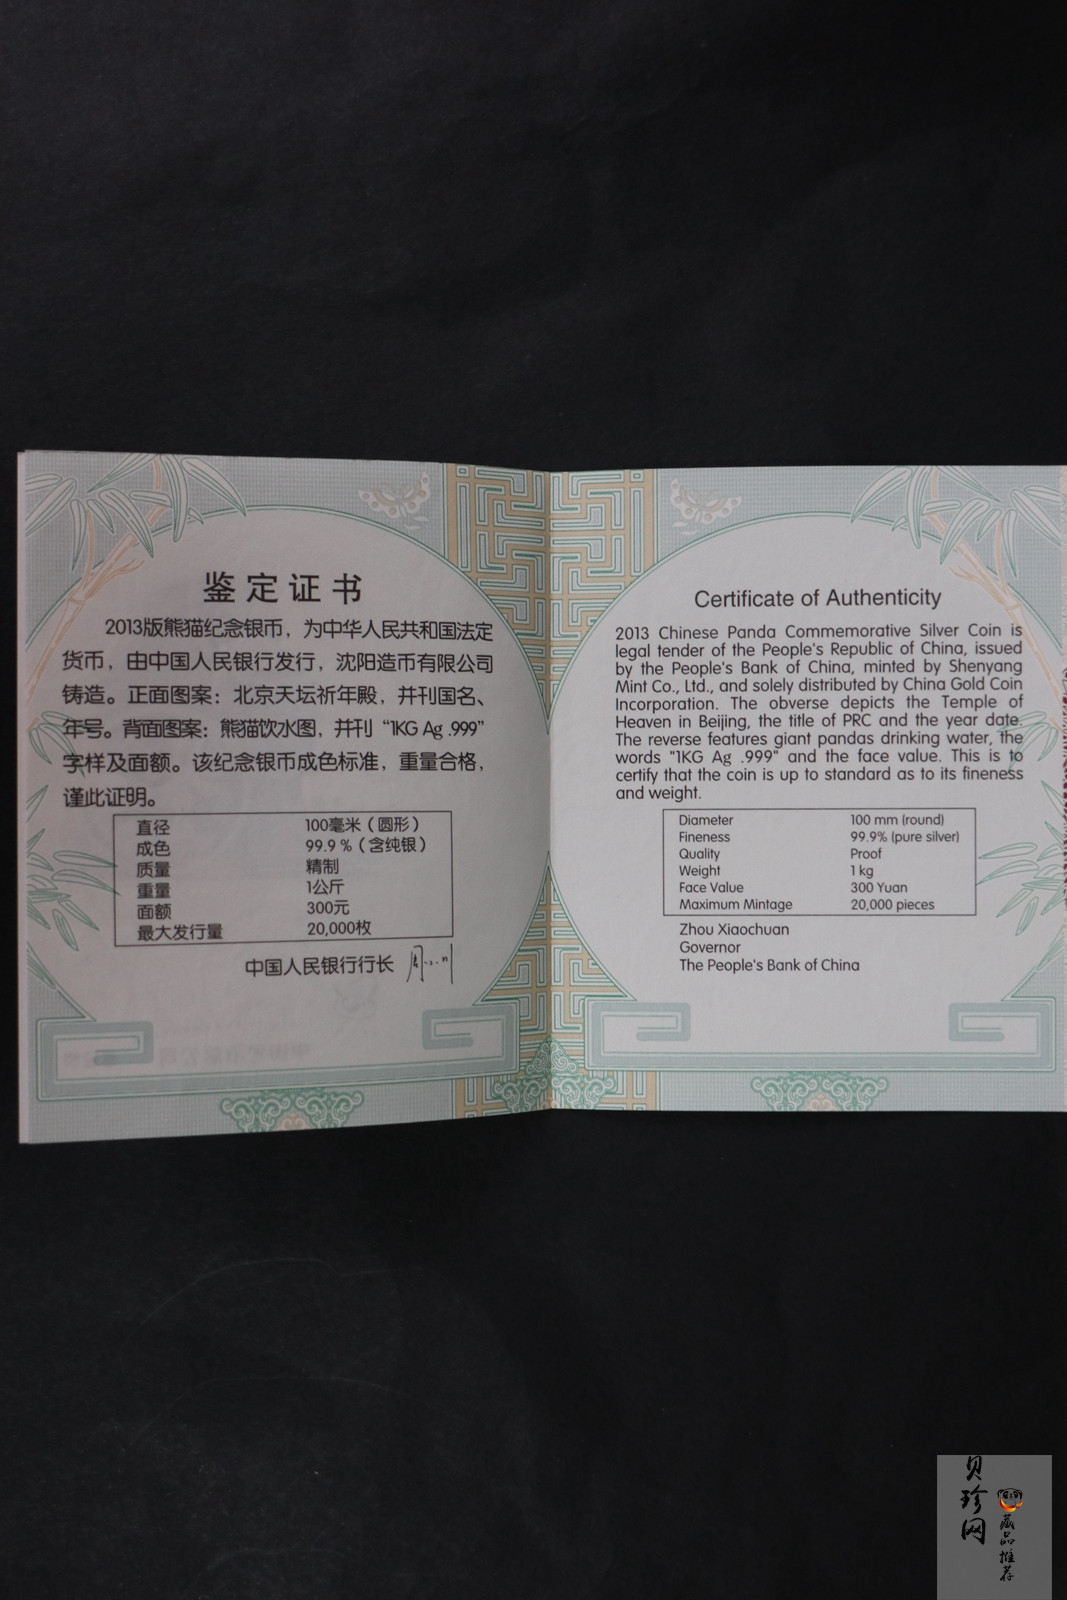 鉴定证书
2013版熊猫纪念银币，为中华人民共和国法定
货币，由中国人民银行发行，沈阳造币有限公司
铸造。正面图案：北京天坛祈年殿，并刊国名、
年号。背面图案：熊猫饮水图，并刊“1KG Ag .999”
字样及面额。该纪念银币成色标准，重量合格，
谨此证明。
直径 100毫米（圆形）
成色 99.9 %（含纯银）
质量 精制
重量 1公斤
面额 300元
最大发行量 20,000枚
中国人民银行行长
Certificate of Authenticity
2013 Chinese Panda Commemorative Silver Coin is
legal tender of the People's Republic of China, issued
by the People's Bank of China, minted by Shenyang
Mint Co., Ltd., and solely distributed by China Gold Coin
Incorporation. The obverse depicts the Temple of
Heaven in Beijing, the title of PRC and the year date.
The reverse features giant pandas drinking water, the
words "1KG Ag .999" and the face value. This is to
certify that the coin is up to standard as to its fineness
and weight.
Diameter 100 mm (round)
Fineness 99.9% (pure silver)
Quality Proof
Weight 1 kg
Face Value 300 Yuan
Maximum Mintage 20,000 pieces
Zhou Xiaochuan
Governor
The People's Bank of China
贝珍网
藏品推荐